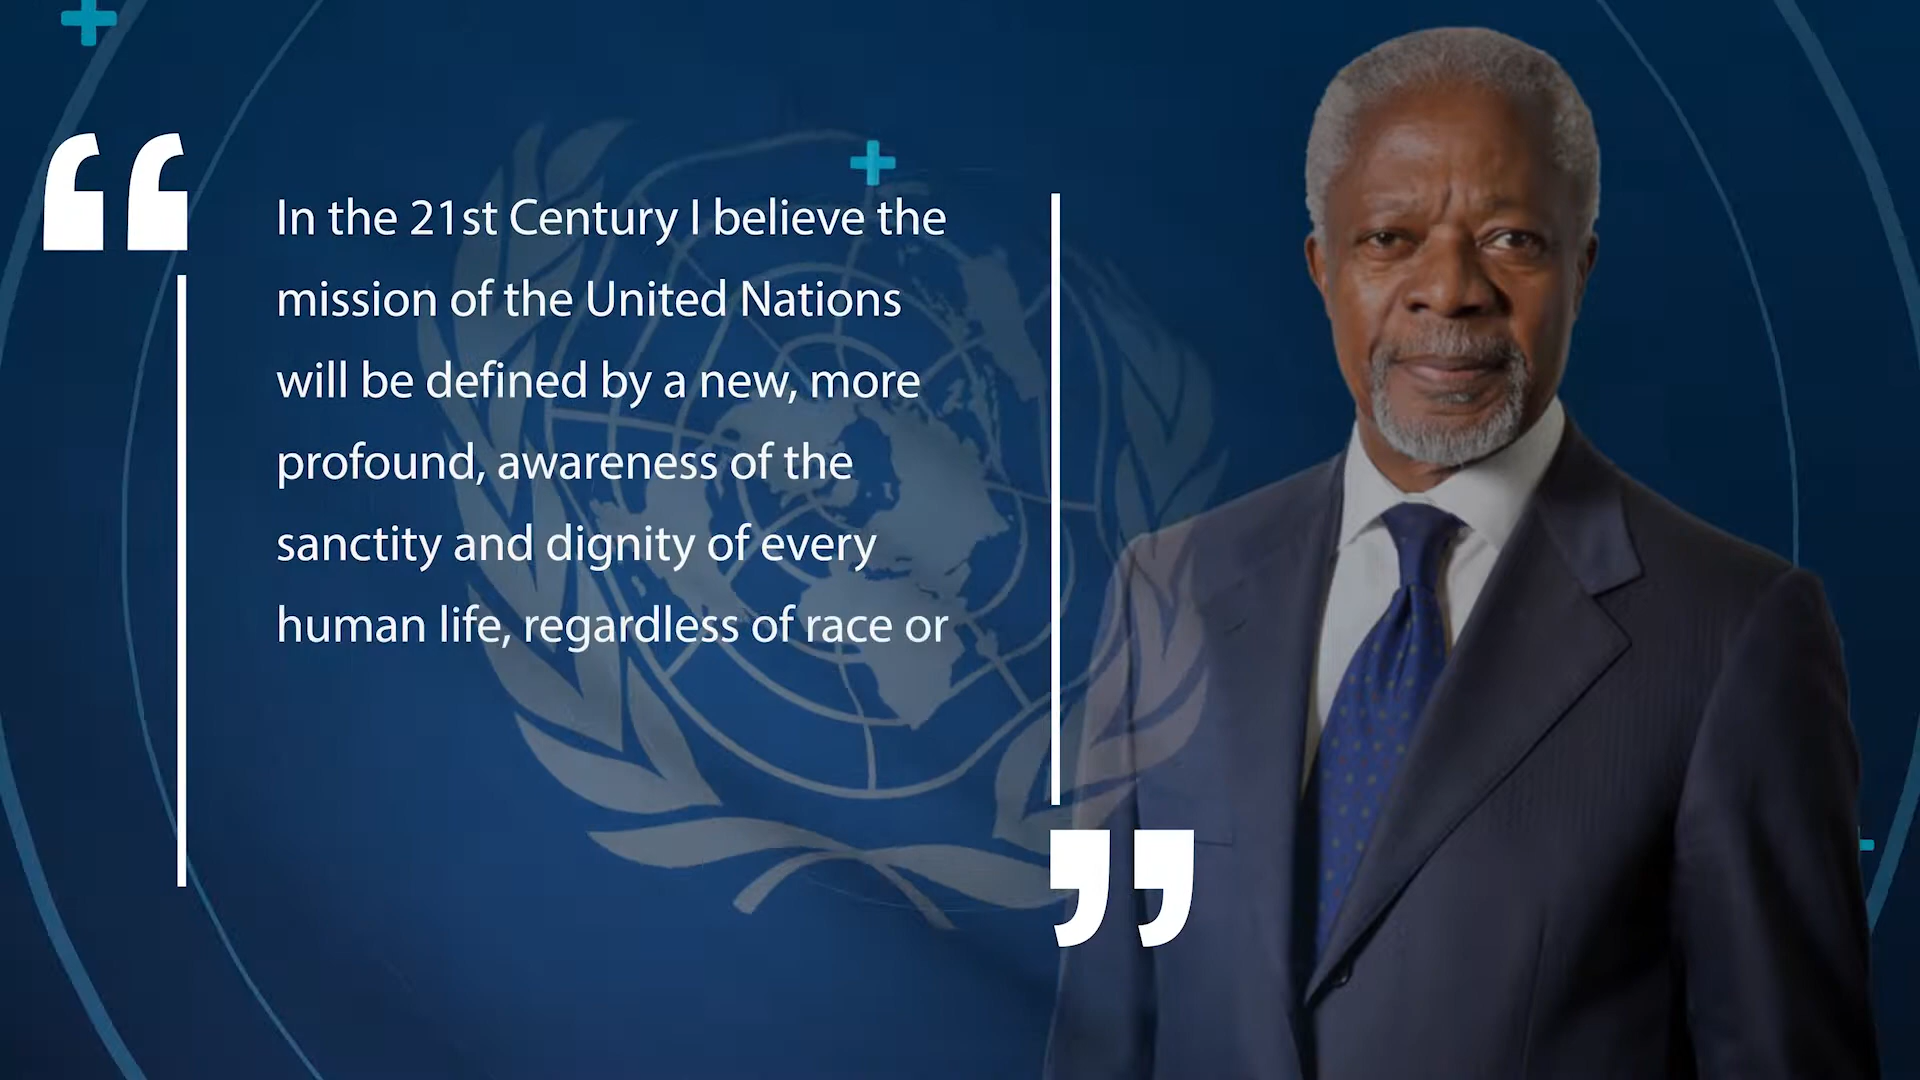 In the 21st Century I believe the
mission of the United Nations
will be defined by a new, more
profound, awareness of the
sanctity and dignity of every
human life, regardless of race or